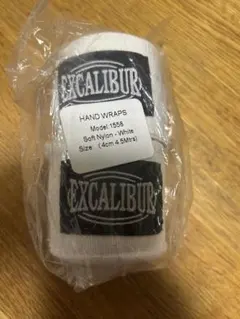 EXCALIBUR
HAND WRAPS
Model 1558
Soft Nylon - White
Size : ( 4cm 4.5Mtrs)
EXCALIBUR